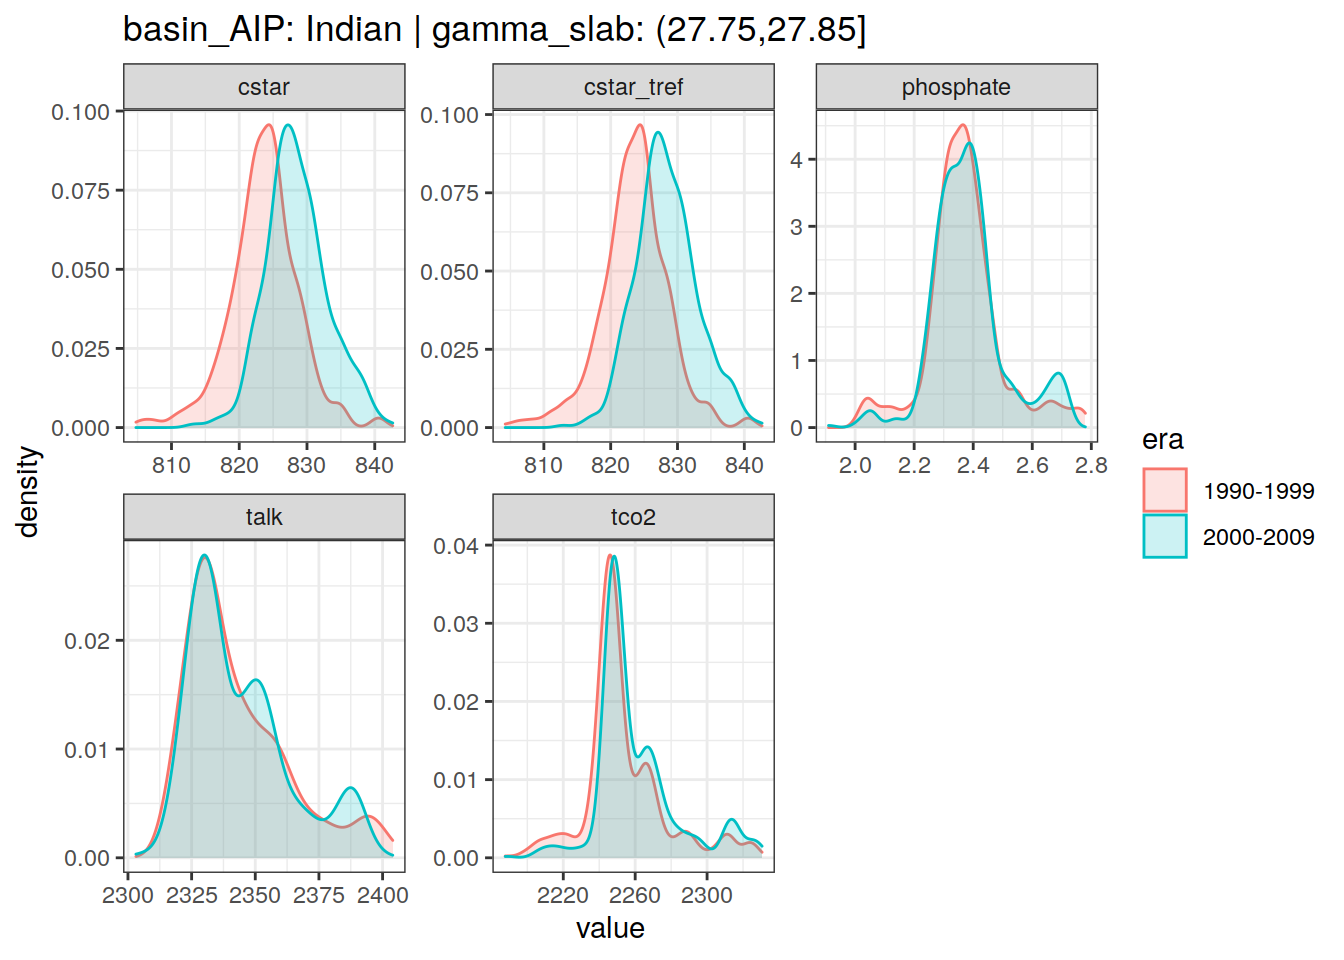 basin_AIP: Indian | gamma_slab: (27.75,27.85]
cstar
cstar_tref
phosphate
0.100
0.075
0.050
0.025
0.000
810 820 830 840
0.100
0.075
0.050
0.025
0.000
810 820 830 840
4
3
2
1
0
2.0 2.2 2.4 2.6 2.8
density
talk
tco2
0.02
0.01
0.00
2300 2325 2350 2375 2400
0.04
0.03
0.02
0.01
0.00
2220 2260 2300
value
era
1990-1999
2000-2009